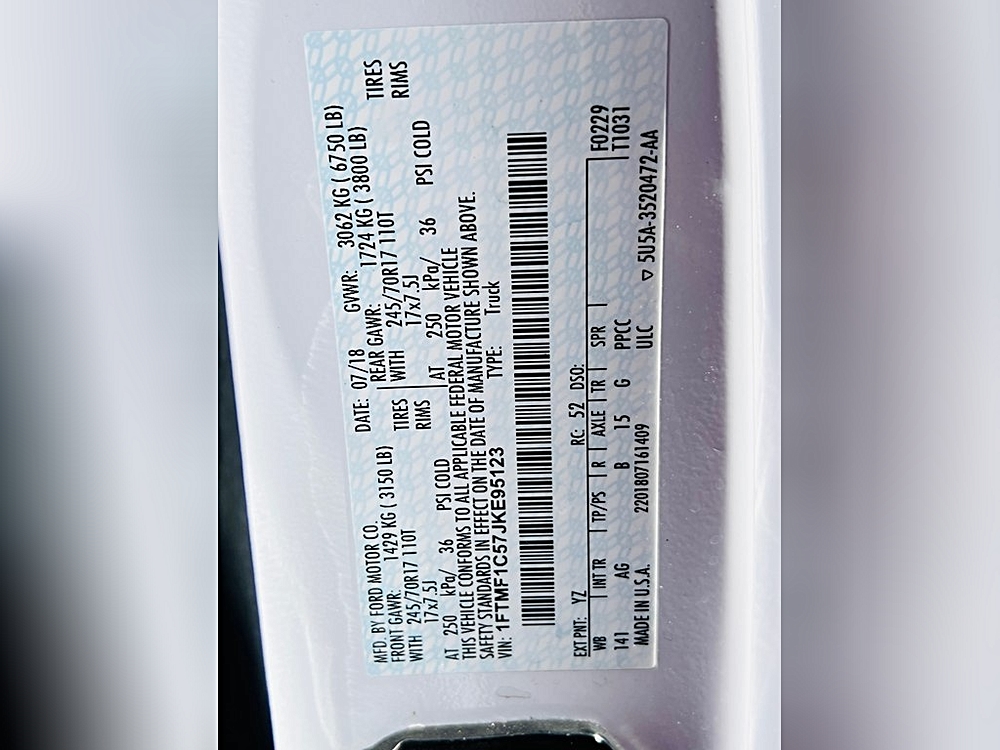 MFD. BY FORD MOTOR CO. DATE: 07/18 GVWR: 3062 KG ( 6750 LB)
FRONT GAWR: 1429 KG ( 3150 LB) REAR GAWR: 1724 KG ( 3800 LB)
WITH 245/70R17 110T TIRES WITH 245/70R17 110T TIRES
17x7.5J RIMS 17x7.5J RIMS
AT 250 kPa/ 36 PSI COLD AT 250 kPa/ 36 PSI COLD
THIS VEHICLE CONFORMS TO ALL APPLICABLE FEDERAL MOTOR VEHICLE
SAFETY STANDARDS IN EFFECT ON THE DATE OF MANUFACTURE SHOWN ABOVE.
VIN: 1FTMF1C57JKE95123 TYPE: Truck
EXT PNT: YZ RC: 52 DSO: F0229
WB INT TR TP/PS R AXLE TR SPR T1031
141 AG B 15 G PPCC
MADE IN U.S.A. 2201807161409 ULC ▽ 5U5A-3520472-AA